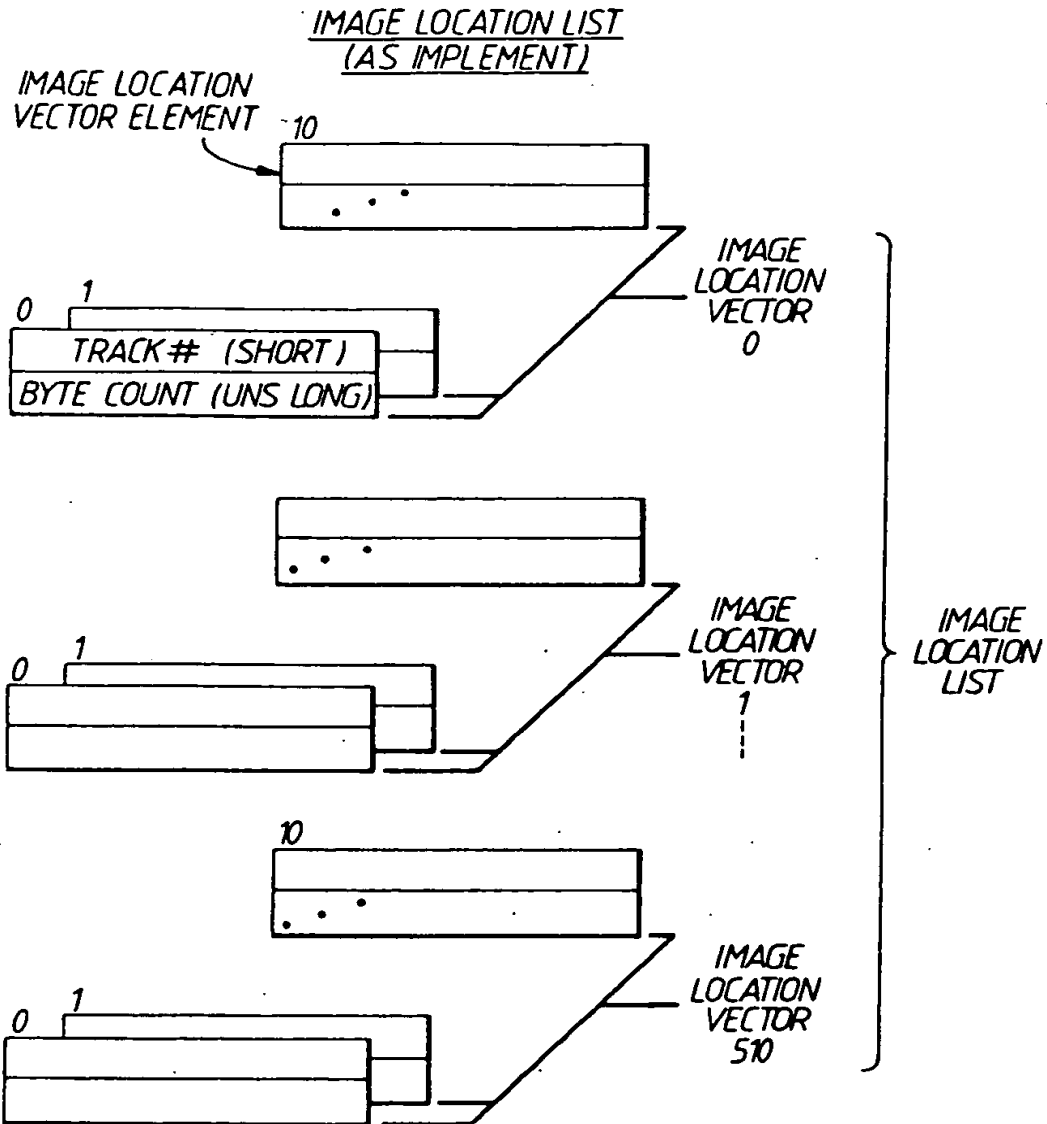 IMAGE LOCATION LIST
(AS IMPLEMENT)
IMAGE LOCATION
VECTOR ELEMENT
10
IMAGE
LOCATION
VECTOR
0
0
1
TRACK# (SHORT)
BYTE COUNT (UNS LONG)
IMAGE
LOCATION
VECTOR
1
0
1
IMAGE
LOCATION
LIST
10
IMAGE
LOCATION
VECTOR
510
0
1